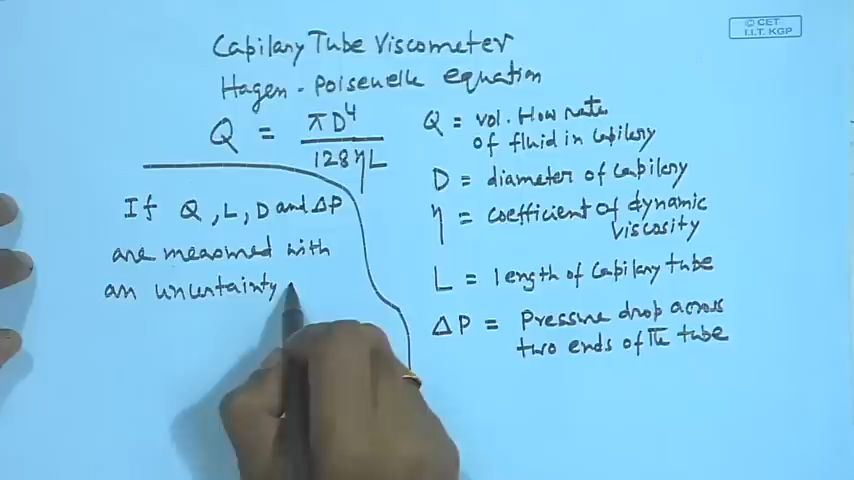 © CET
I.I.T. KGP
Capilary Tube Viscometer
Hagen - Poiseuelle equation
Q = πD⁴ / 128ηL
Q = vol. flow rate
of fluid in capilary
D = diameter of capilary
η = coefficient of dynamic
viscosity
L = length of capilary tube
ΔP = Pressure drop across
two ends of the tube
If Q, L, D and ΔP
are measured with
an uncertainty